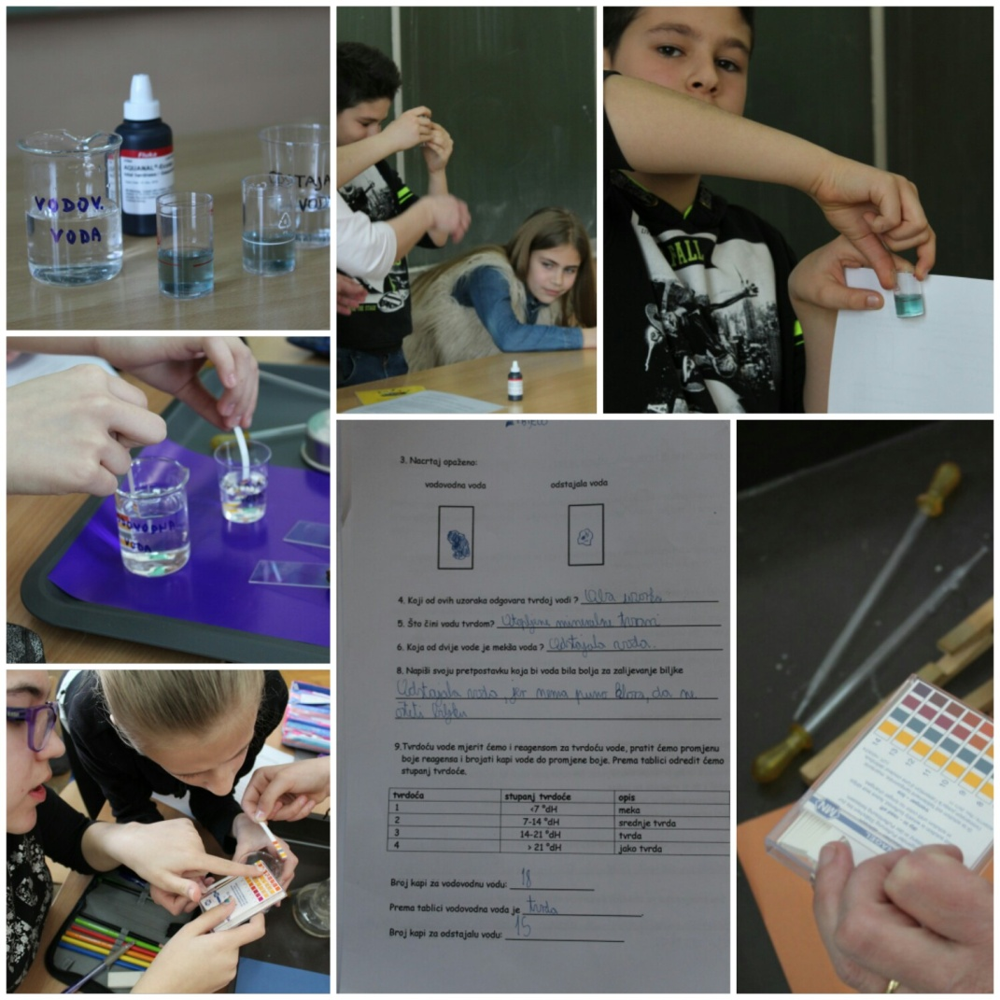 VODOV.
VODA
Fluka
TAJA
VOD
FALL
VODOVODNA
VODA
3. Nacrtaj opaženo:
vodovodna voda odstajala voda
4. Koji od ovih uzoraka odgovara tvrdoj vodi ? Oba uzorka
5. Što čini vodu tvrdom? Otopljene mineralne tvari
6. Koja od dvije vode je mekša voda ? Odstajala voda.
8. Napiši svoju pretpostavku koja bi voda bila bolja za zalijevanje biljke
Odstajala voda, jer nema puno klora, da ne
ošteti biljku
9.Tvrdoću vode mjerit ćemo i reagensom za tvrdoću vode, pratit ćemo promjenu
boje reagensa i brojati kapi vode do promjene boje. Prema tablici odredit ćemo
stupanj tvrdoće.
tvrdoća stupanj tvrdoće opis
1 <7 °dH meka
2 7-14 °dH srednje tvrda
3 14-21 °dH tvrda
4 > 21 °dH jako tvrda
Broj kapi za vodovodnu vodu: 18
Prema tablici vodovodna voda je tvrda
Broj kapi za odstajalu vodu: 15